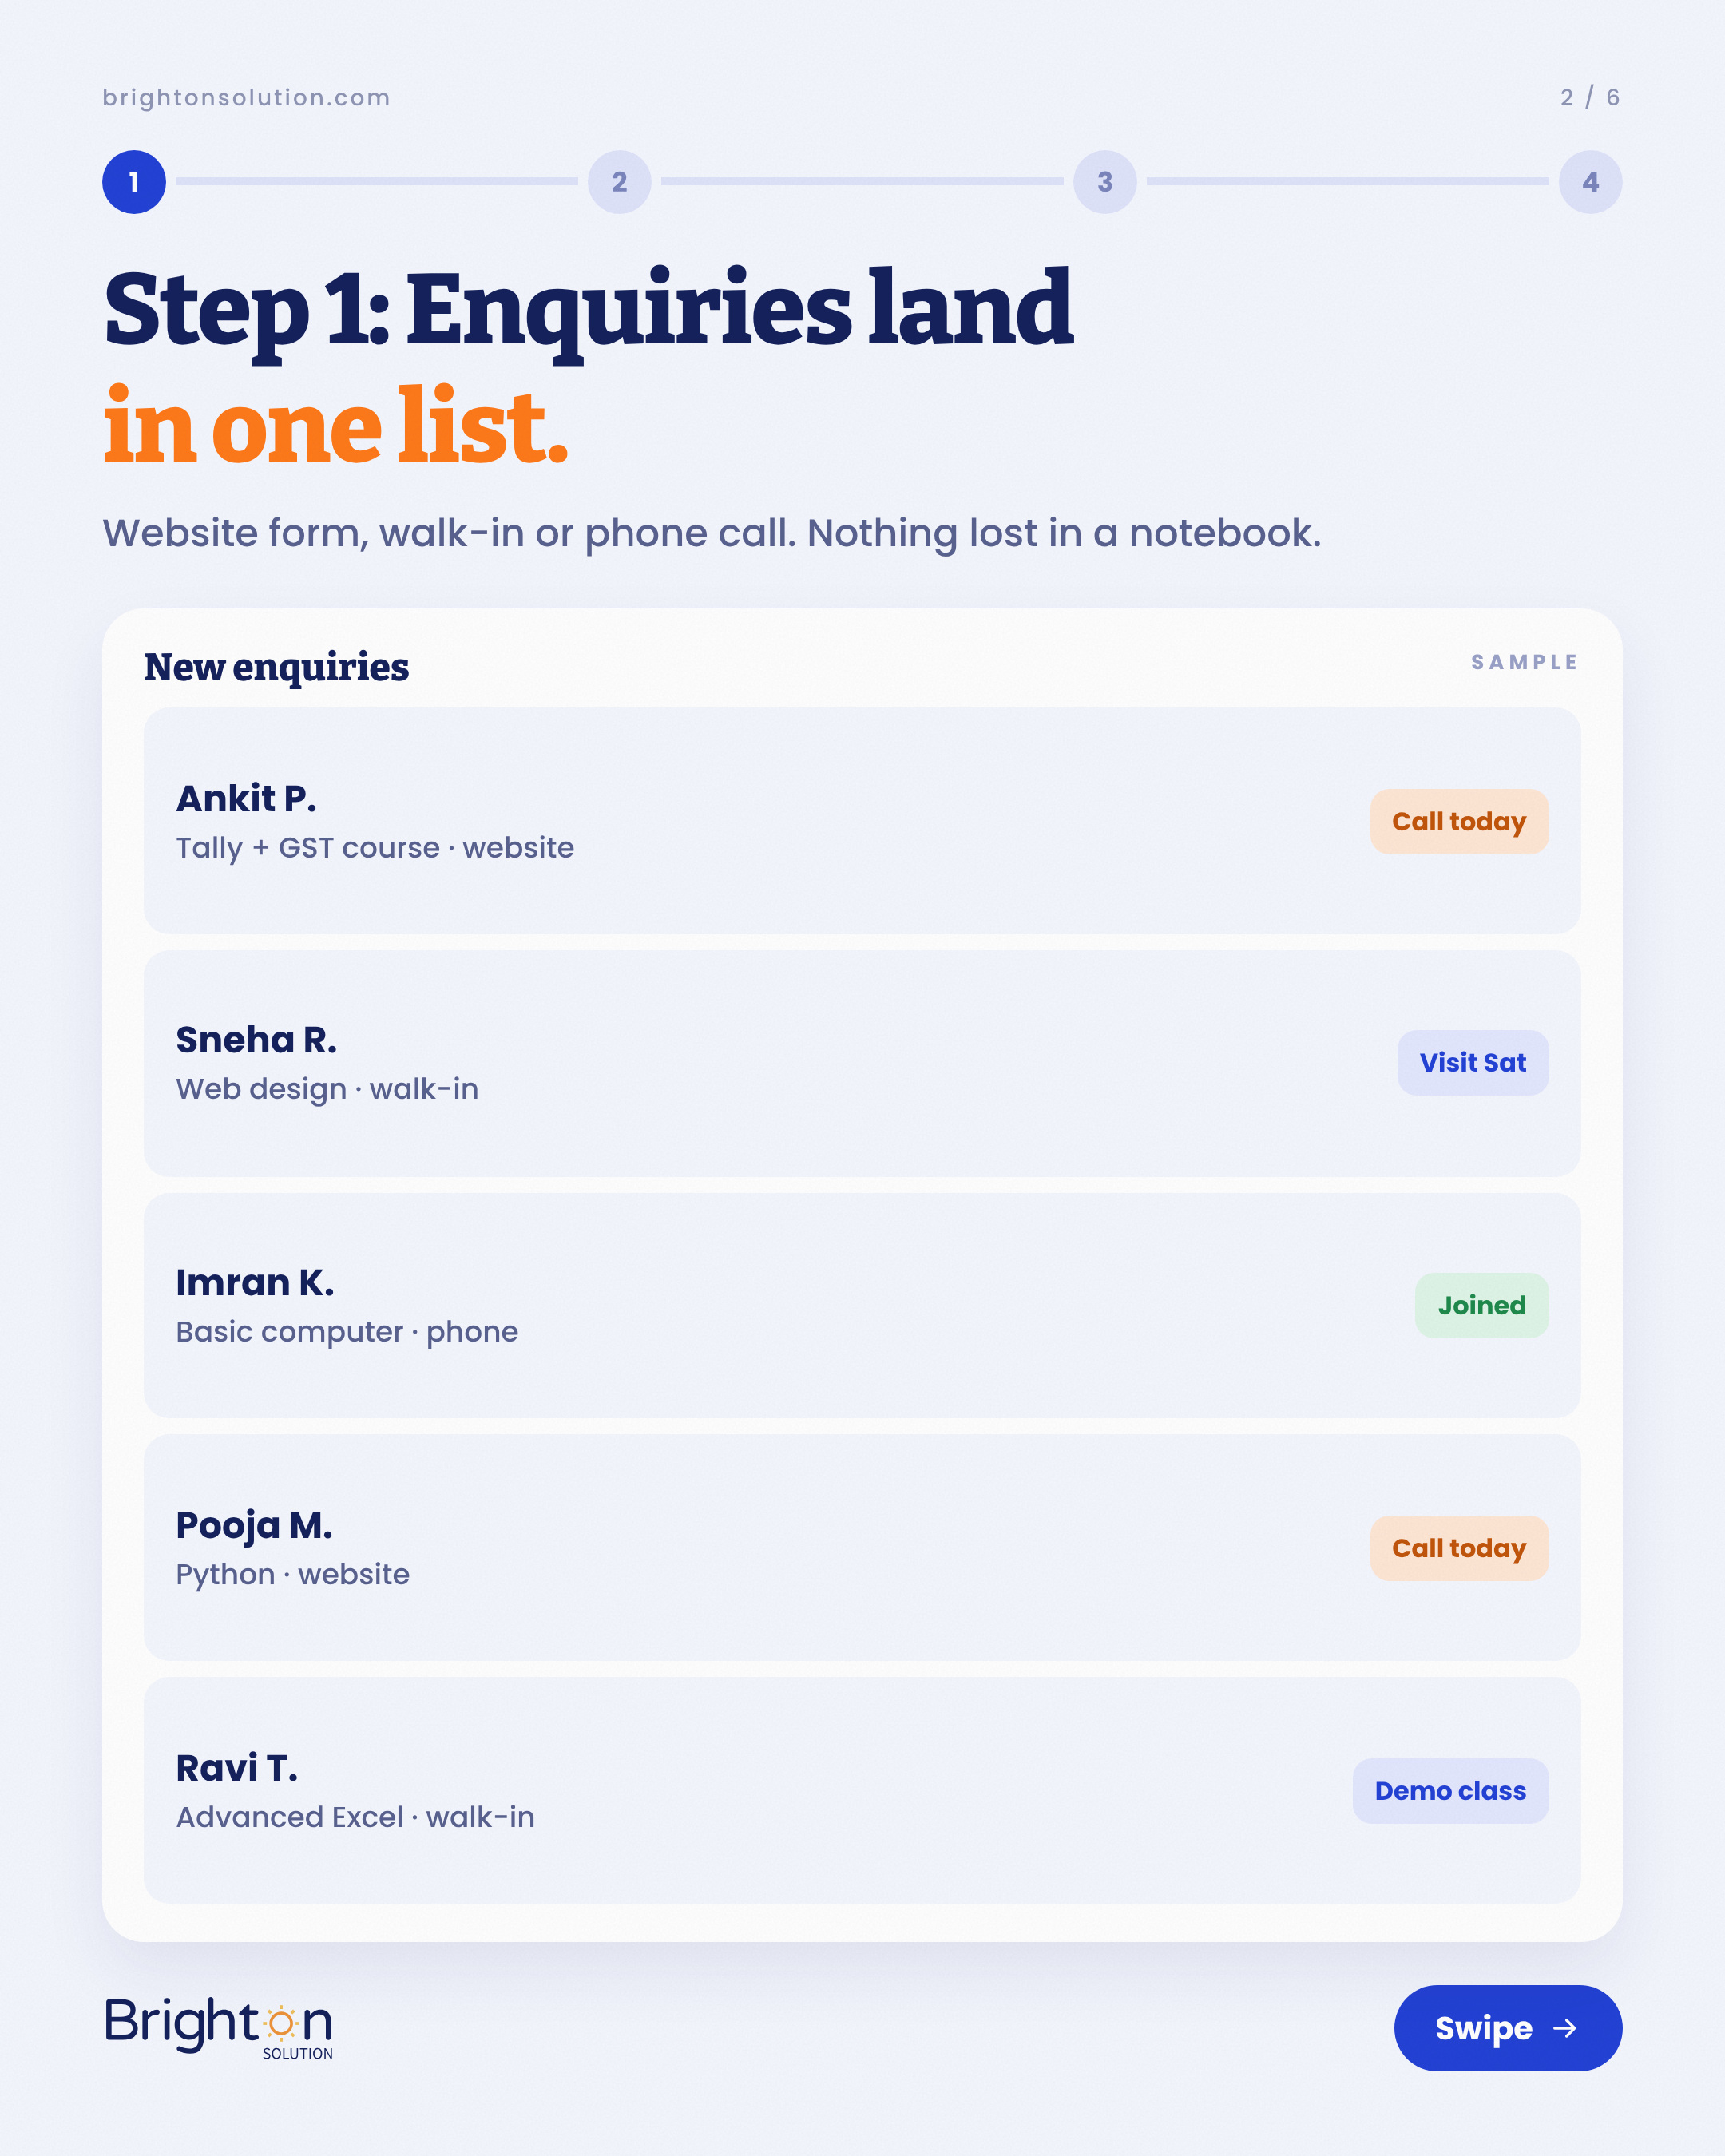 brightonsolution.com
2 / 6
1
2
3
4
Step 1: Enquiries land
in one list.
Website form, walk-in or phone call. Nothing lost in a notebook.
New enquiries
SAMPLE
Ankit P.
Tally + GST course · website
Call today
Sneha R.
Web design · walk-in
Visit Sat
Imran K.
Basic computer · phone
Joined
Pooja M.
Python · website
Call today
Ravi T.
Advanced Excel · walk-in
Demo class
Brighton
SOLUTION
Swipe →